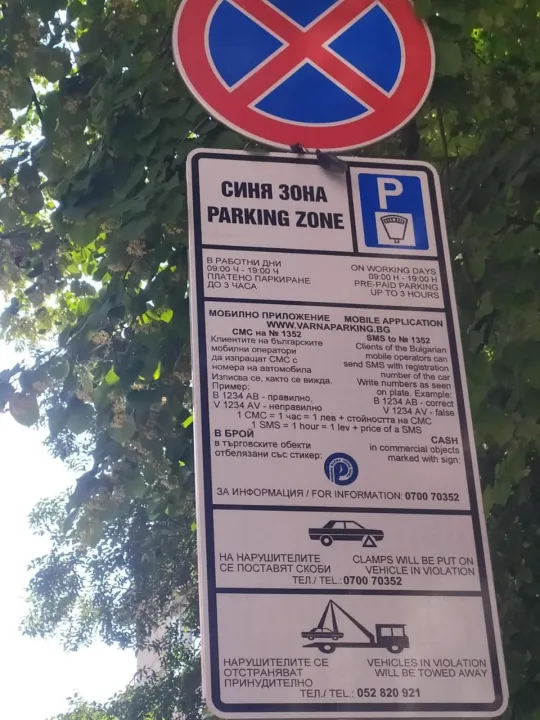 СИНЯ ЗОНА
PARKING ZONE
P
В РАБОТНИ ДНИ
09:00 Ч - 19:00 Ч
ПЛАТЕНО ПАРКИРАНЕ
ДО 3 ЧАСА
ON WORKING DAYS
09:00 H - 19:00 H
PRE-PAID PARKING
UP TO 3 HOURS
МОБИЛНО ПРИЛОЖЕНИЕ MOBILE APPLICATION
WWW.VARNAPARKING.BG
СМС на № 1352
Клиентите на българските
мобилни оператори
да изпращат СМС с
номера на автомобила
Изписва се, както се вижда.
Пример:
В 1234 АВ - правилно,
V 1234 AV - неправилно
SMS to № 1352
Clients of the Bulgarian
mobile operators can
send SMS with registration
number of the car
Write numbers as seen
on plate. Example:
B 1234 AB - correct
V 1234 AV - false
1 СМС = 1 час = 1 лев + стойността на СМС
1 SMS = 1 hour = 1 lev + price of a SMS
В БРОЙ
в търговските обекти
отбелязани със стикер:
CASH
in commercial objects
marked with sign:
P
ЗА ИНФОРМАЦИЯ / FOR INFORMATION: 0700 70352
НА НАРУШИТЕЛИТЕ
СЕ ПОСТАВЯТ СКОБИ
CLAMPS WILL BE PUT ON
VEHICLE IN VIOLATION
ТЕЛ./ TEL.: 0700 70352
НАРУШИТЕЛИТЕ СЕ
ОТСТРАНЯВАТ
ПРИНУДИТЕЛНО
VEHICLES IN VIOLATION
WILL BE TOWED AWAY
ТЕЛ./ TEL.: 052 820 921